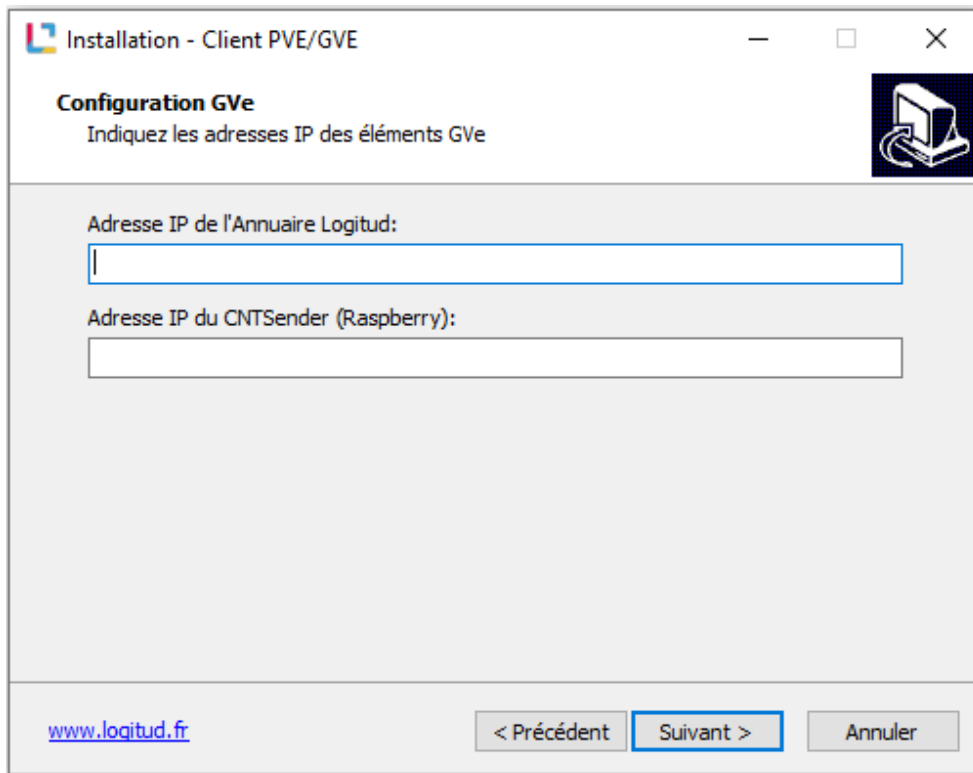 Installation - Client PVE/GVE
Configuration GVe
Indiquez les adresses IP des éléments GVe
Adresse IP de l'Annuaire Logitud:
Adresse IP du CNTSender (Raspberry):
www.logitud.fr
< Précédent
Suivant >
Annuler